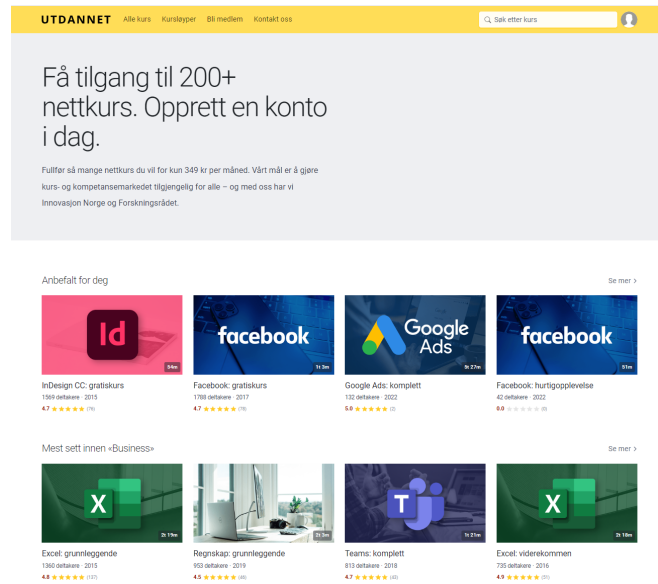 UTDANNET Alle kurs Kursløyper Bli medlem Kontakt oss Søk etter kurs
Få tilgang til 200+
nettkurs. Opprett en konto
i dag.
Fullfør så mange nettkurs du vil for kun 349 kr per måned. Vårt mål er å gjøre
kurs- og kompetansemarkedet tilgjengelig for alle – og med oss har vi
Innovasjon Norge og Forskningsrådet.
Anbefalt for deg Se mer >
Id facebook Google Ads facebook
54m 1t 3m 5t 27m 51m
InDesign CC: gratiskurs Facebook: gratiskurs Google Ads: komplett Facebook: hurtigopplevelse
1569 deltakere · 2015 1788 deltakere · 2017 132 deltakere · 2022 42 deltakere · 2022
4.7 (79) 4.7 (78) 5.0 (2) 0.0 (0)
Mest sett innen «Business» Se mer >
X T X
2t 19m 2t 3m 1t 21m 2t 18m
Excel: grunnleggende Regnskap: grunnleggende Teams: komplett Excel: viderekommen
1360 deltakere · 2015 953 deltakere · 2019 813 deltakere · 2018 735 deltakere · 2016
4.8 (137) 4.5 (46) 4.7 (43) 4.9